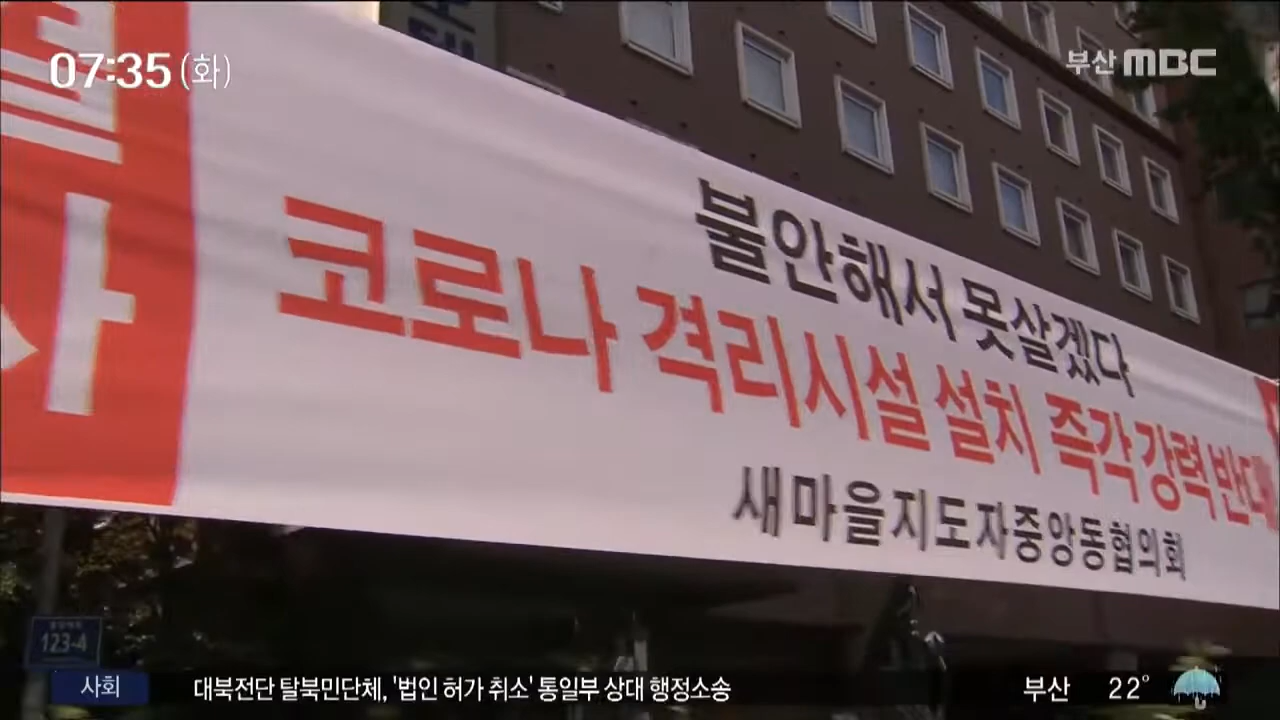 07:35 (화)
부산 MBC
불안해서 못살겠다
코로나 격리시설 설치 즉각 강력 반대
새마을지도자중앙동협의회
123-4
사회
대북전단 탈북민단체, '법인 허가 취소' 통일부 상대 행정소송
부산 22°